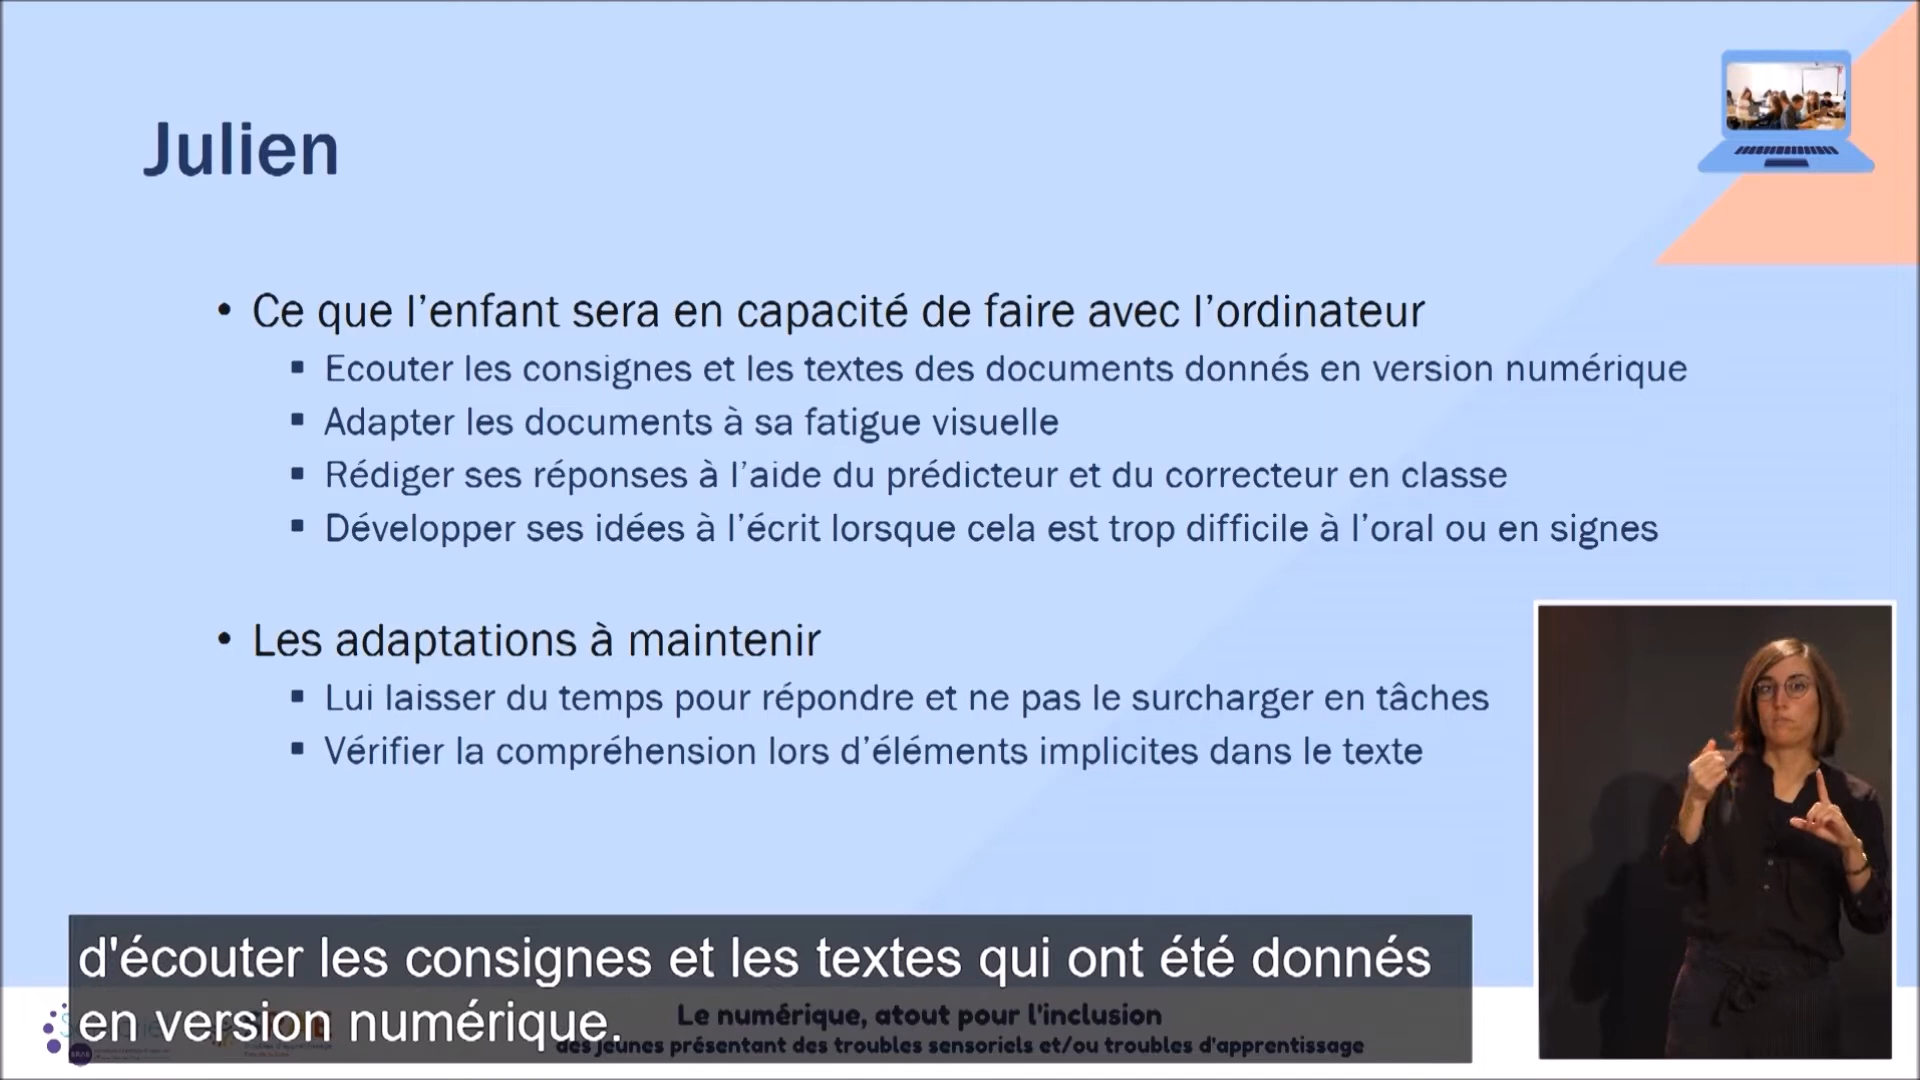 Julien
• Ce que l’enfant sera en capacité de faire avec l’ordinateur
▪ Ecouter les consignes et les textes des documents donnés en version numérique
▪ Adapter les documents à sa fatigue visuelle
▪ Rédiger ses réponses à l’aide du prédicteur et du correcteur en classe
▪ Développer ses idées à l’écrit lorsque cela est trop difficile à l’oral ou en signes
• Les adaptations à maintenir
▪ Lui laisser du temps pour répondre et ne pas le surcharger en tâches
▪ Vérifier la compréhension lors d’éléments implicites dans le texte
d'écouter les consignes et les textes qui ont été donnés
en version numérique.
Le numérique, atout pour l'inclusion
des jeunes présentant des troubles sensoriels et/ou troubles d'apprentissage